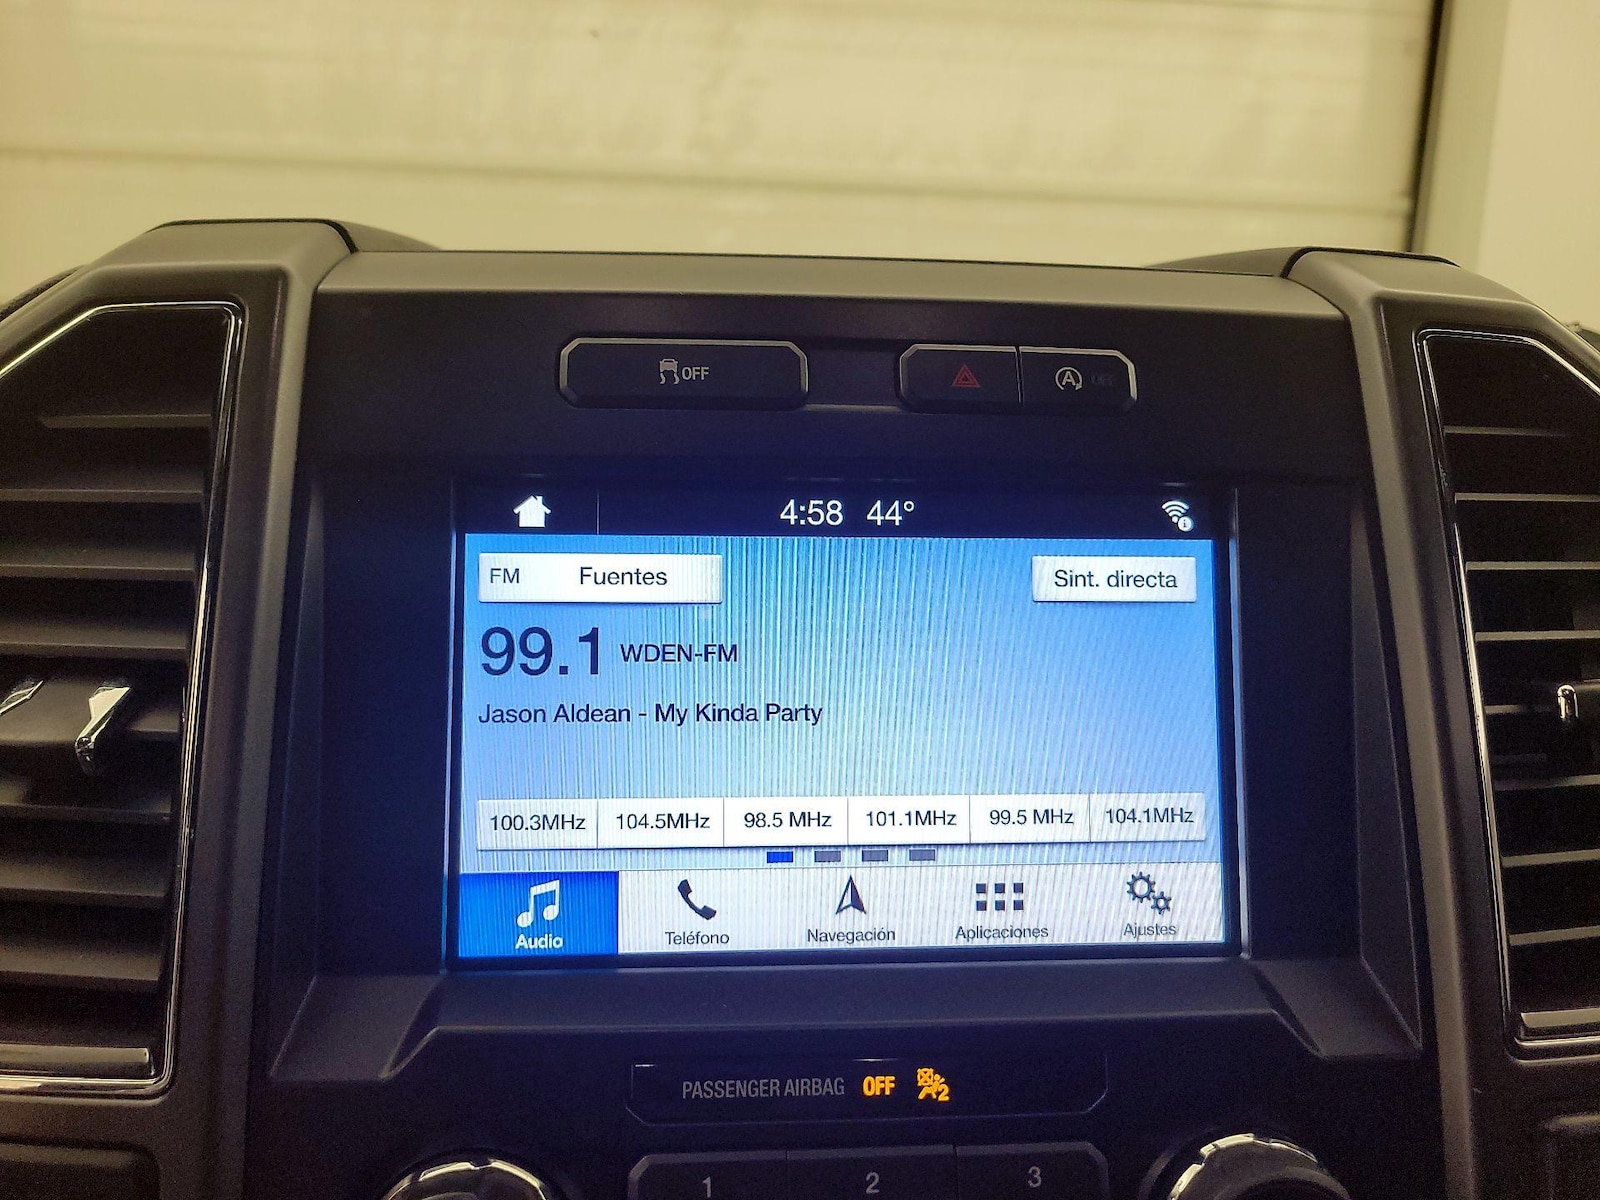 OFF
A OFF
4:58 44°
FM Fuentes Sint. directa
99.1 WDEN-FM
Jason Aldean - My Kinda Party
100.3MHz 104.5MHz 98.5 MHz 101.1MHz 99.5 MHz 104.1MHz
Audio Teléfono Navegación Aplicaciones Ajustes
PASSENGER AIRBAG OFF 2
1 2 3